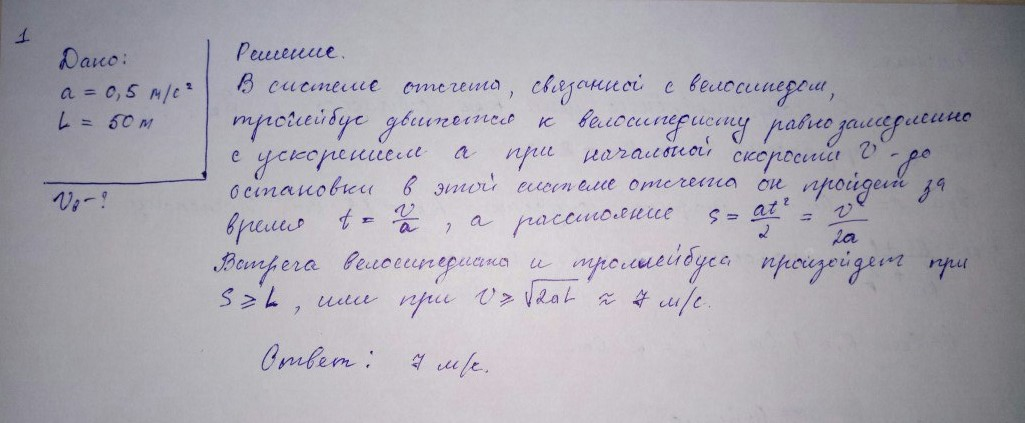 1
Дано:
a = 0,5 м/с²
L = 50 м
V₀ - ?
Решение.
В системе отсчета, связанной с велосипедом,
троллейбус движется к велосипедисту равнозамедленно
с ускорением a при начальной скорости V - до
остановки в этой системе отсчета он пройдет за
время t = V/a , а расстояние S = at²/2 = V²/2a
Встреча велосипедиста и троллейбуса произойдет при
S ≥ L , или при V ≥ √2aL ≈ 7 м/с.
Ответ: 7 м/с.